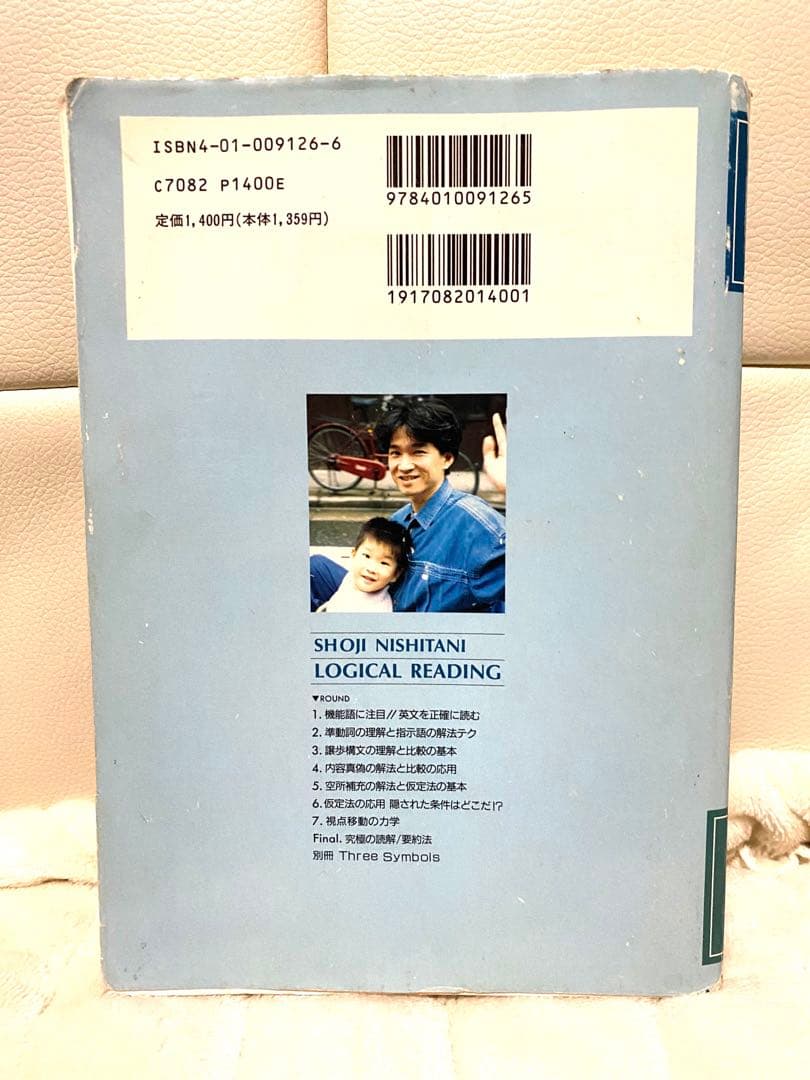 ISBN4-01-009126-6
C7082 P1400E
定価1,400円(本体1,359円)
9784010091265
1917082014001
SHOJI NISHITANI
LOGICAL READING
▼ROUND
1. 機能語に注目!! 英文を正確に読む
2. 準動詞の理解と指示語の解法テク
3. 譲歩構文の理解と比較の基本
4. 内容真偽の解法と比較の応用
5. 空所補充の解法と仮定法の基本
6. 仮定法の応用 隠された条件はどこだ!?
7. 視点移動の力学
Final. 究極の読解/要約法
別冊 Three Symbols